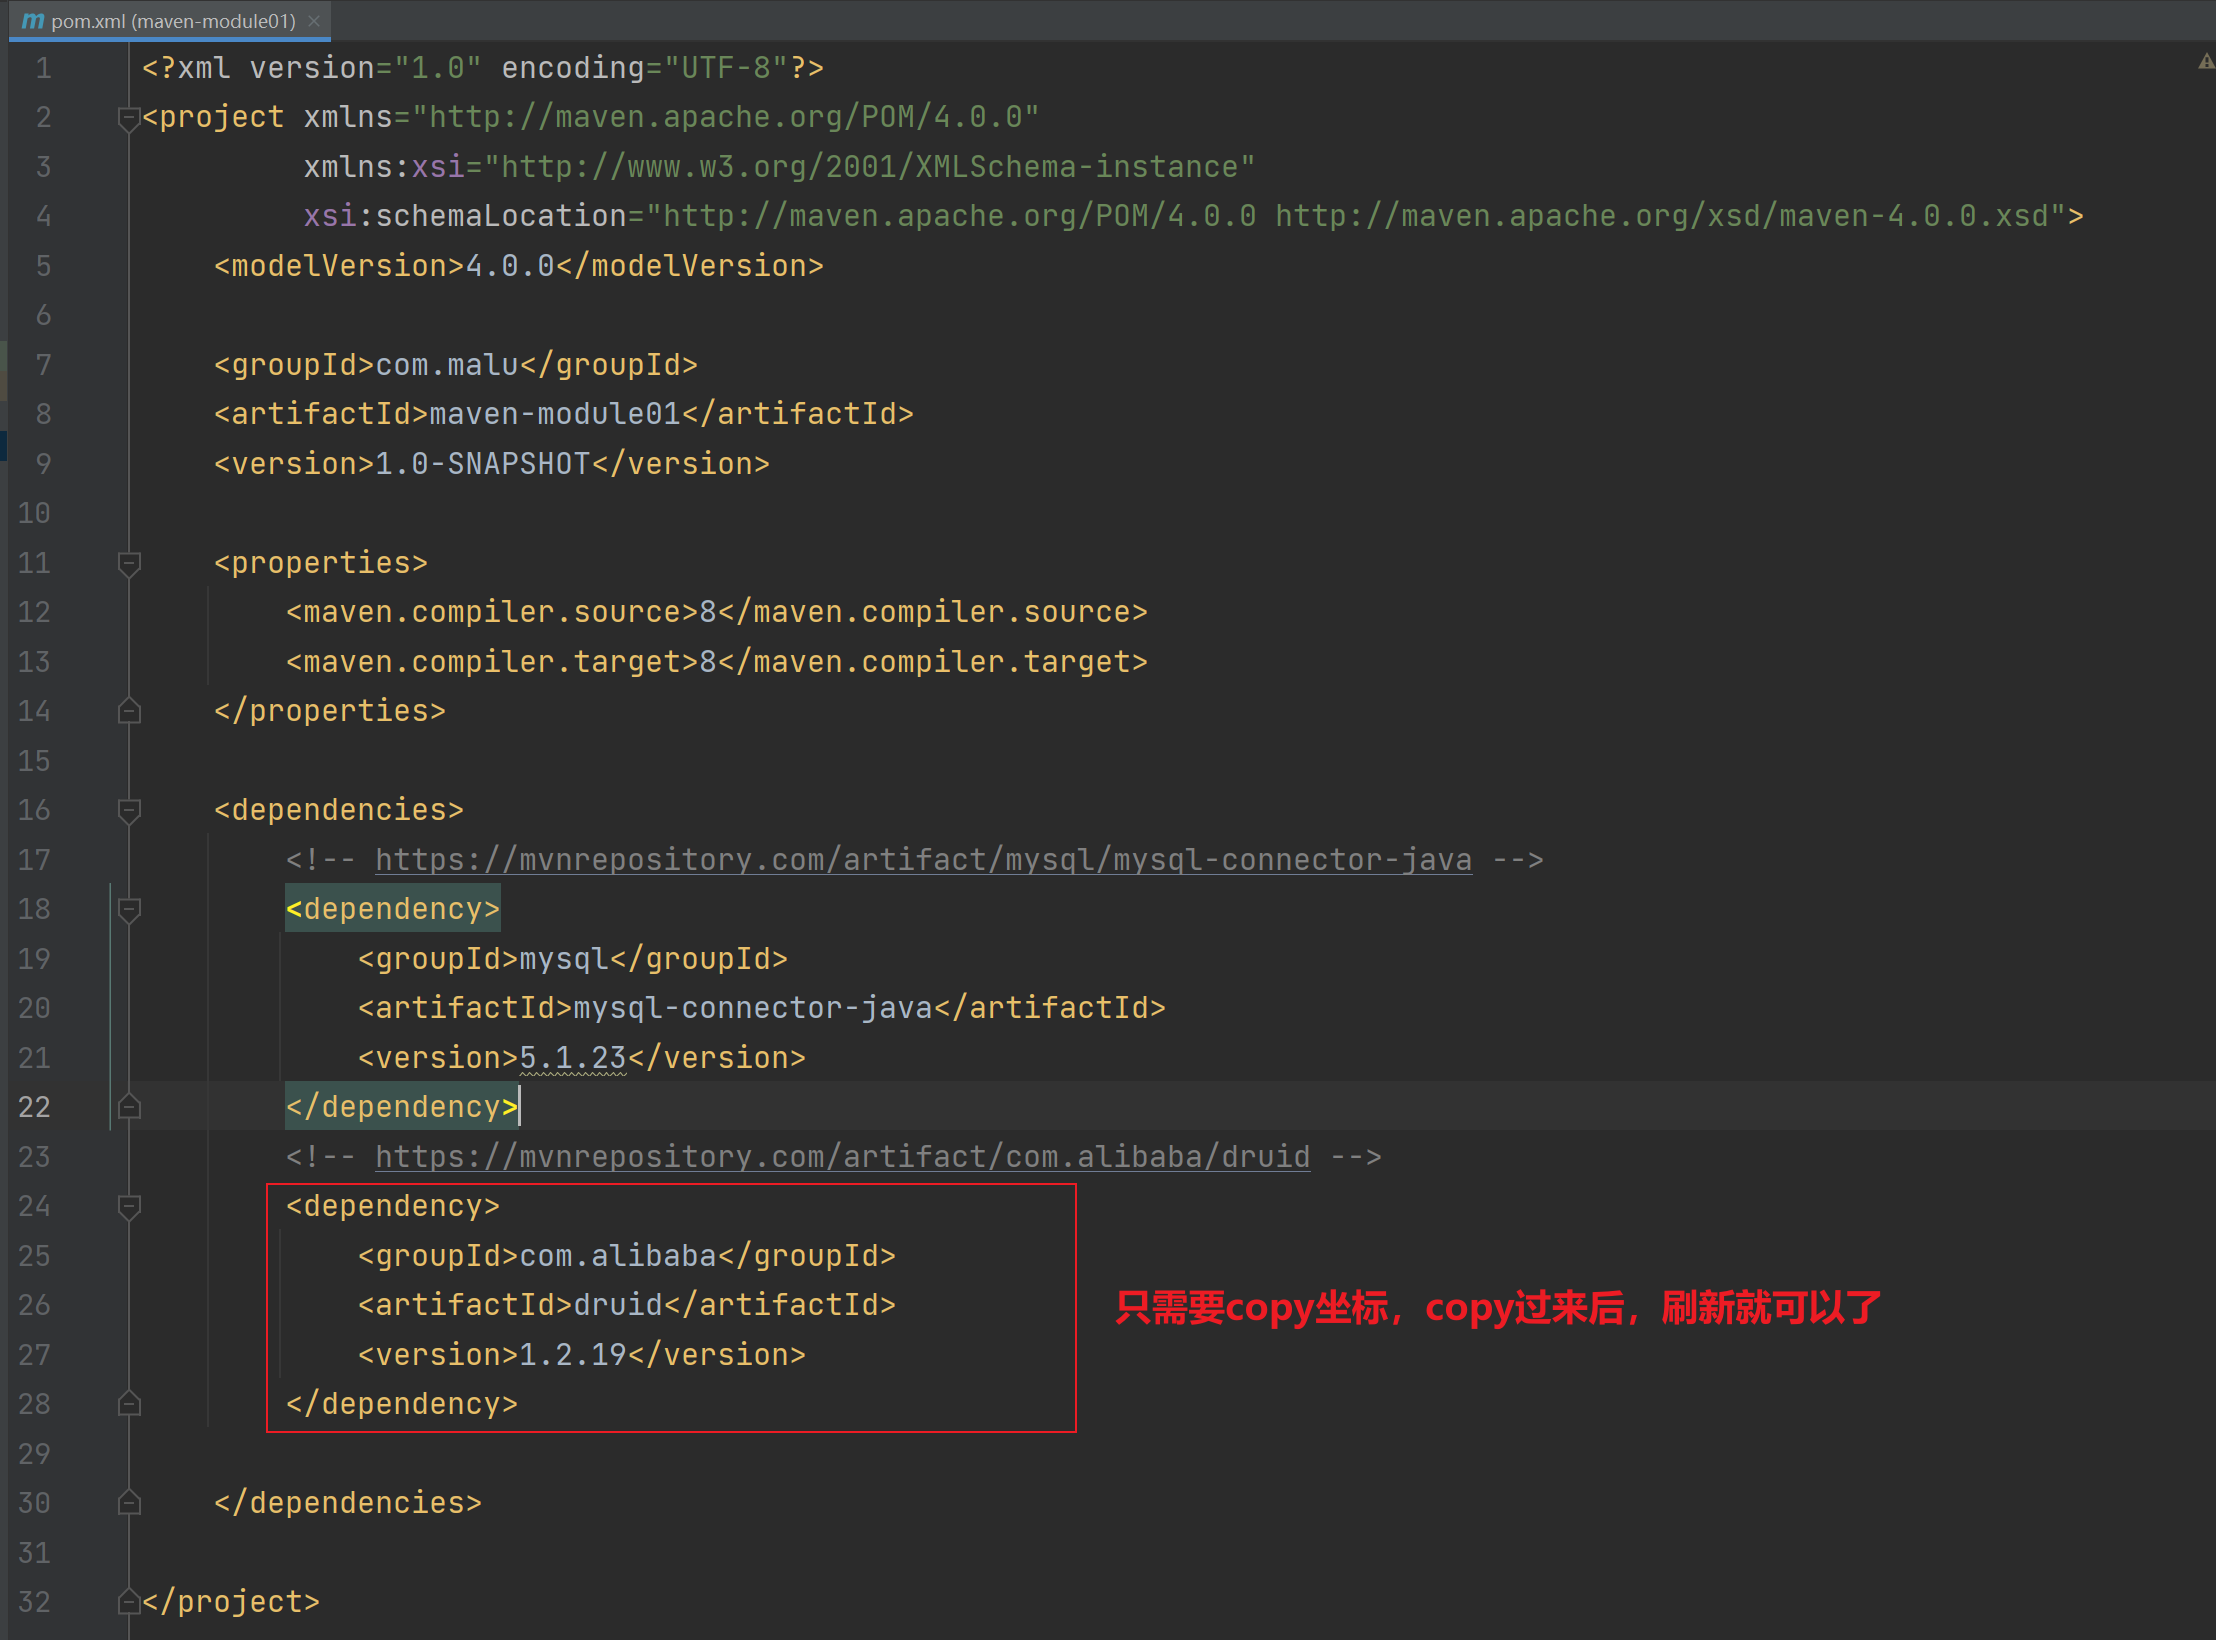 pom.xml (maven-module01)
1 <?xml version="1.0" encoding="UTF-8"?>
2 <project xmlns="http://maven.apache.org/POM/4.0.0"
3 xmlns:xsi="http://www.w3.org/2001/XMLSchema-instance"
4 xsi:schemaLocation="http://maven.apache.org/POM/4.0.0 http://maven.apache.org/xsd/maven-4.0.0.xsd">
5 <modelVersion>4.0.0</modelVersion>
6
7 <groupId>com.malu</groupId>
8 <artifactId>maven-module01</artifactId>
9 <version>1.0-SNAPSHOT</version>
10
11 <properties>
12 <maven.compiler.source>8</maven.compiler.source>
13 <maven.compiler.target>8</maven.compiler.target>
14 </properties>
15
16 <dependencies>
17 <!-- https://mvnrepository.com/artifact/mysql/mysql-connector-java -->
18 <dependency>
19 <groupId>mysql</groupId>
20 <artifactId>mysql-connector-java</artifactId>
21 <version>5.1.23</version>
22 </dependency>
23 <!-- https://mvnrepository.com/artifact/com.alibaba/druid -->
24 <dependency>
25 <groupId>com.alibaba</groupId>
26 <artifactId>druid</artifactId>
只需要copy坐标，copy过来后，刷新就可以了
27 <version>1.2.19</version>
28 </dependency>
29
30 </dependencies>
31
32 </project>